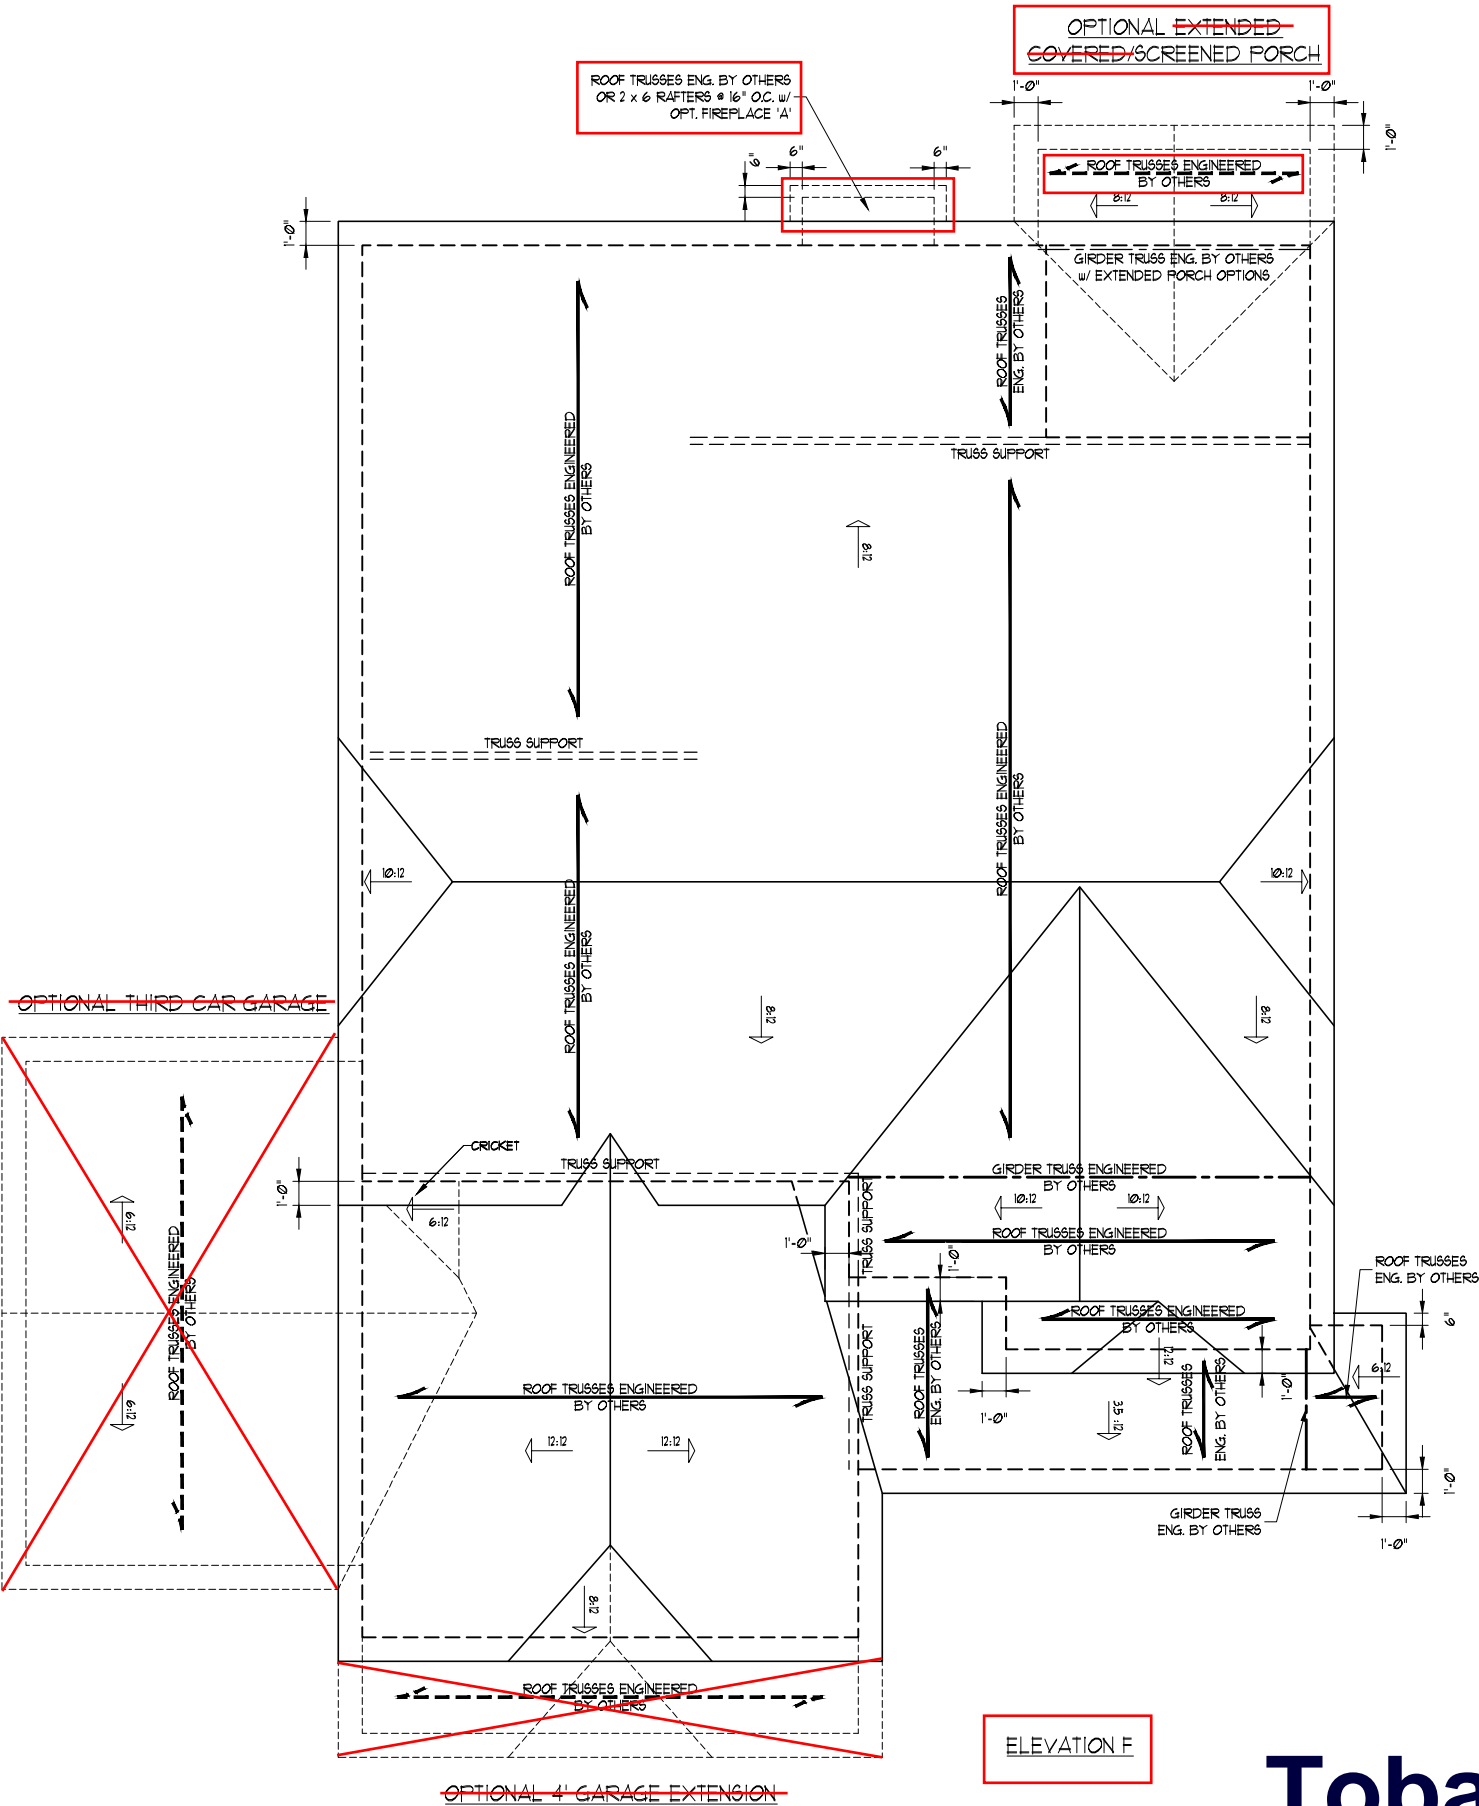 OPTIONAL EXTENDED
COVERED/SCREENED PORCH
ROOF TRUSSES ENG. BY OTHERS
OR 2 x 6 RAFTERS @ 16" O.C. w/
OPT. FIREPLACE 'A'
1'-0"
1'-0"
1'-0"
6"
6"
6"
ROOF TRUSSES ENGINEERED
BY OTHERS
8:12
8:12
1'-0"
GIRDER TRUSS ENG. BY OTHERS
w/ EXTENDED PORCH OPTIONS
ROOF TRUSSES
ENG. BY OTHERS
TRUSS SUPPORT
ROOF TRUSSES ENGINEERED
BY OTHERS
8:12
TRUSS SUPPORT
ROOF TRUSSES ENGINEERED
BY OTHERS
10:12
10:12
ROOF TRUSSES ENGINEERED
BY OTHERS
OPTIONAL THIRD CAR GARAGE
8:12
8:12
CRICKET
TRUSS SUPPORT
1'-0"
6:12
GIRDER TRUSS ENGINEERED
BY OTHERS
10:12
10:12
TRUSS SUPPORT
ROOF TRUSSES ENGINEERED
BY OTHERS
1'-0"
1'-0"
6:12
ROOF TRUSSES ENGINEERED
BY OTHERS
6:12
ROOF TRUSSES
ENG. BY OTHERS
6"
ROOF TRUSSES ENGINEERED
BY OTHERS
TRUSS SUPPORT
ROOF TRUSSES
ENG. BY OTHERS
12:12
ROOF TRUSSES
ENG. BY OTHERS
1'-0"
6:12
ROOF TRUSSES ENGINEERED
BY OTHERS
1'-0"
3.5:12
12:12
12:12
1'-0"
GIRDER TRUSS
ENG. BY OTHERS
1'-0"
8:12
ROOF TRUSSES ENGINEERED
BY OTHERS
ELEVATION F
OPTIONAL 4' GARAGE EXTENSION
Toba